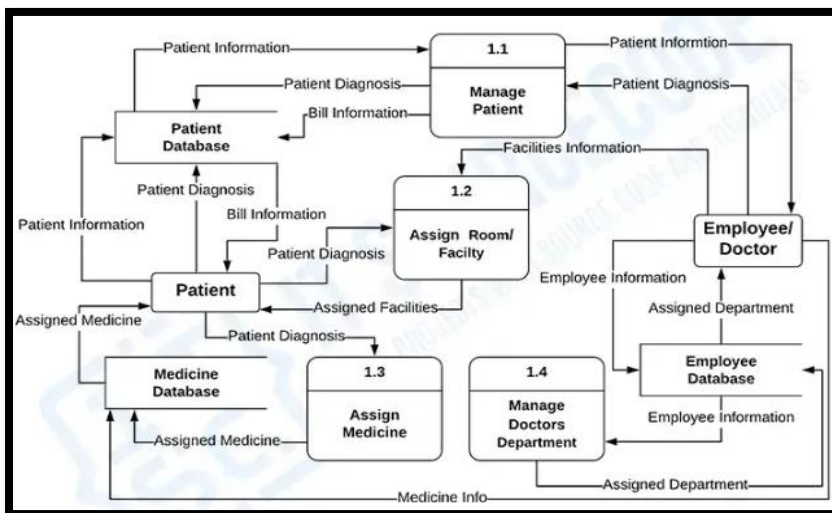 1.1
Patient Information
Patient Informtion
Patient Diagnosis
Manage
Patient
Patient Diagnosis
Bill Information
Patient
Database
Facilities Information
1.2
Patient Diagnosis
Patient Information
Bill Information
Assign Room/
Facilty
Employee/
Doctor
Patient Diagnosis
Employee Information
Patient
Assigned Facilities
Assigned Department
Assigned Medicine
Patient Diagnosis
Medicine
Database
1.3
1.4
Employee
Database
Assign
Medicine
Manage
Doctors
Department
Employee Information
Assigned Medicine
Assigned Department
Medicine Info